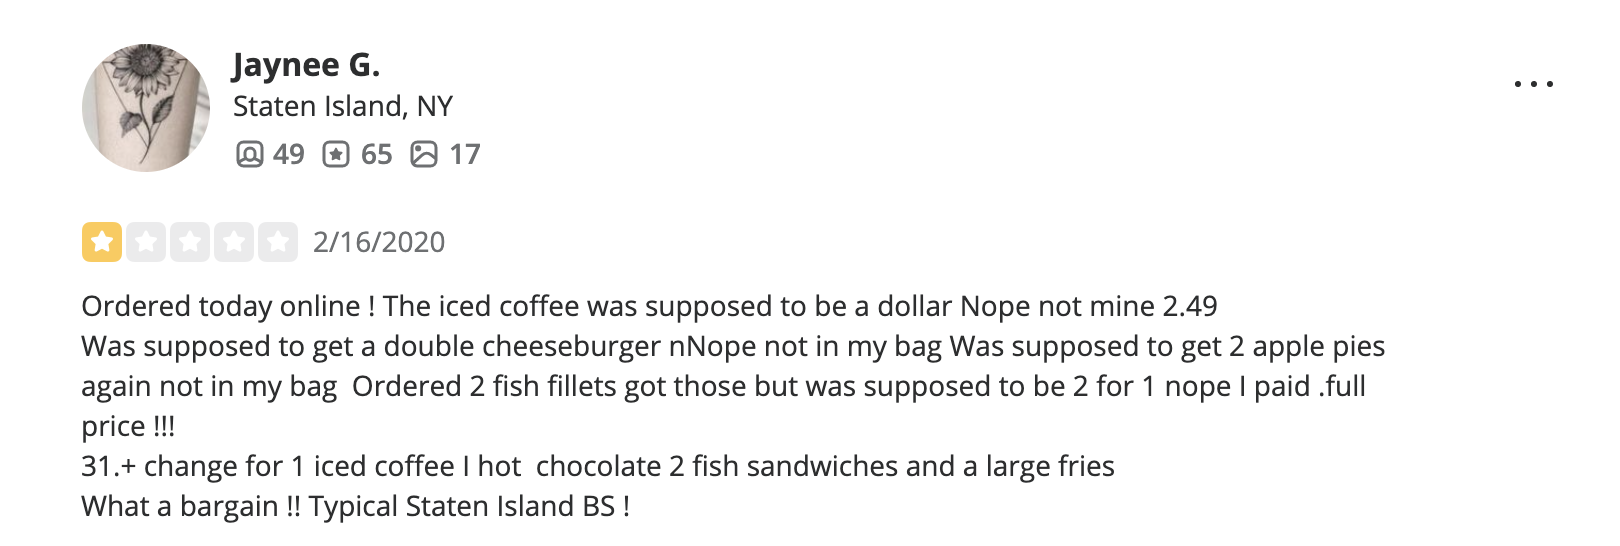 Jaynee G.
Staten Island, NY
49 65 17
2/16/2020
Ordered today online ! The iced coffee was supposed to be a dollar Nope not mine 2.49
Was supposed to get a double cheeseburger nNope not in my bag Was supposed to get 2 apple pies
again not in my bag  Ordered 2 fish fillets got those but was supposed to be 2 for 1 nope I paid .full
price !!!
31.+ change for 1 iced coffee I hot  chocolate 2 fish sandwiches and a large fries
What a bargain !! Typical Staten Island BS !